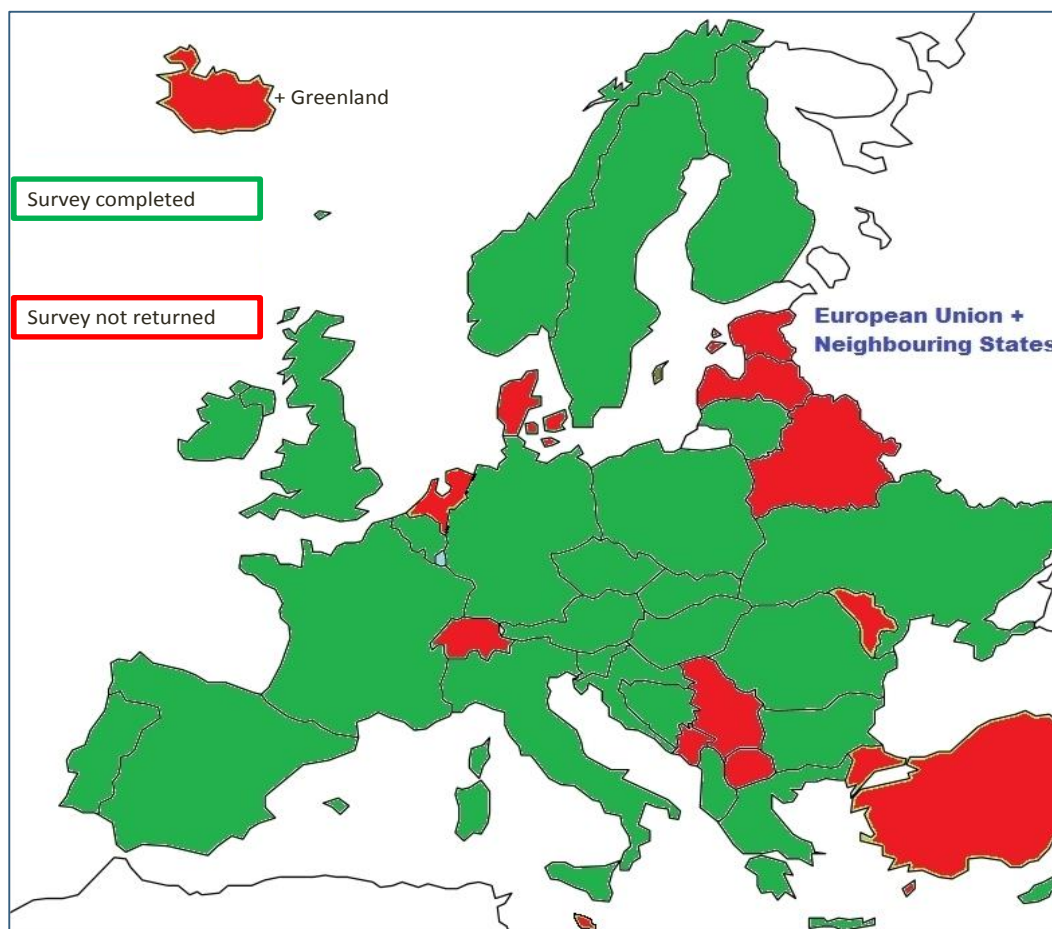 + Greenland
Survey completed
Survey not returned
European Union +
Neighbouring States